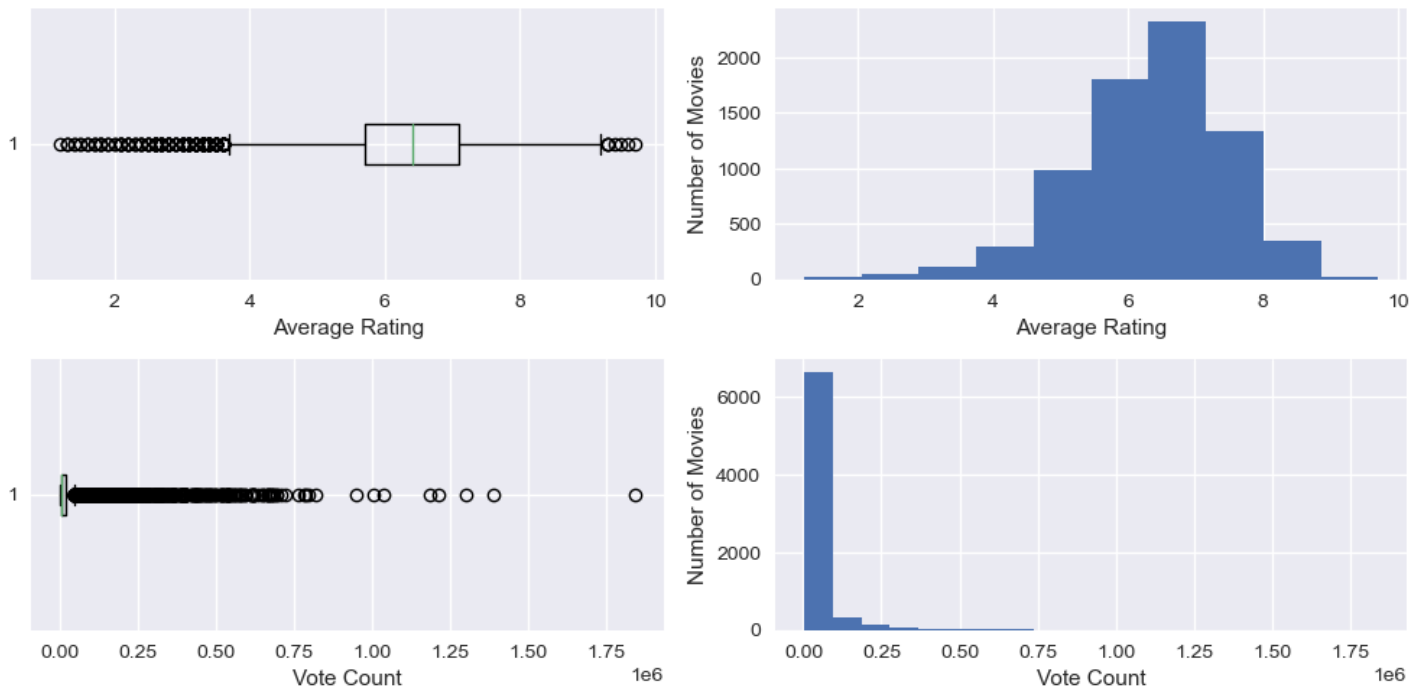 1
2 4 6 8 10
Average Rating
Number of Movies
2000
1500
1000
500
0
2 4 6 8 10
Average Rating
1
0.00 0.25 0.50 0.75 1.00 1.25 1.50 1.75
1e6
Vote Count
Number of Movies
6000
4000
2000
0
0.00 0.25 0.50 0.75 1.00 1.25 1.50 1.75
1e6
Vote Count